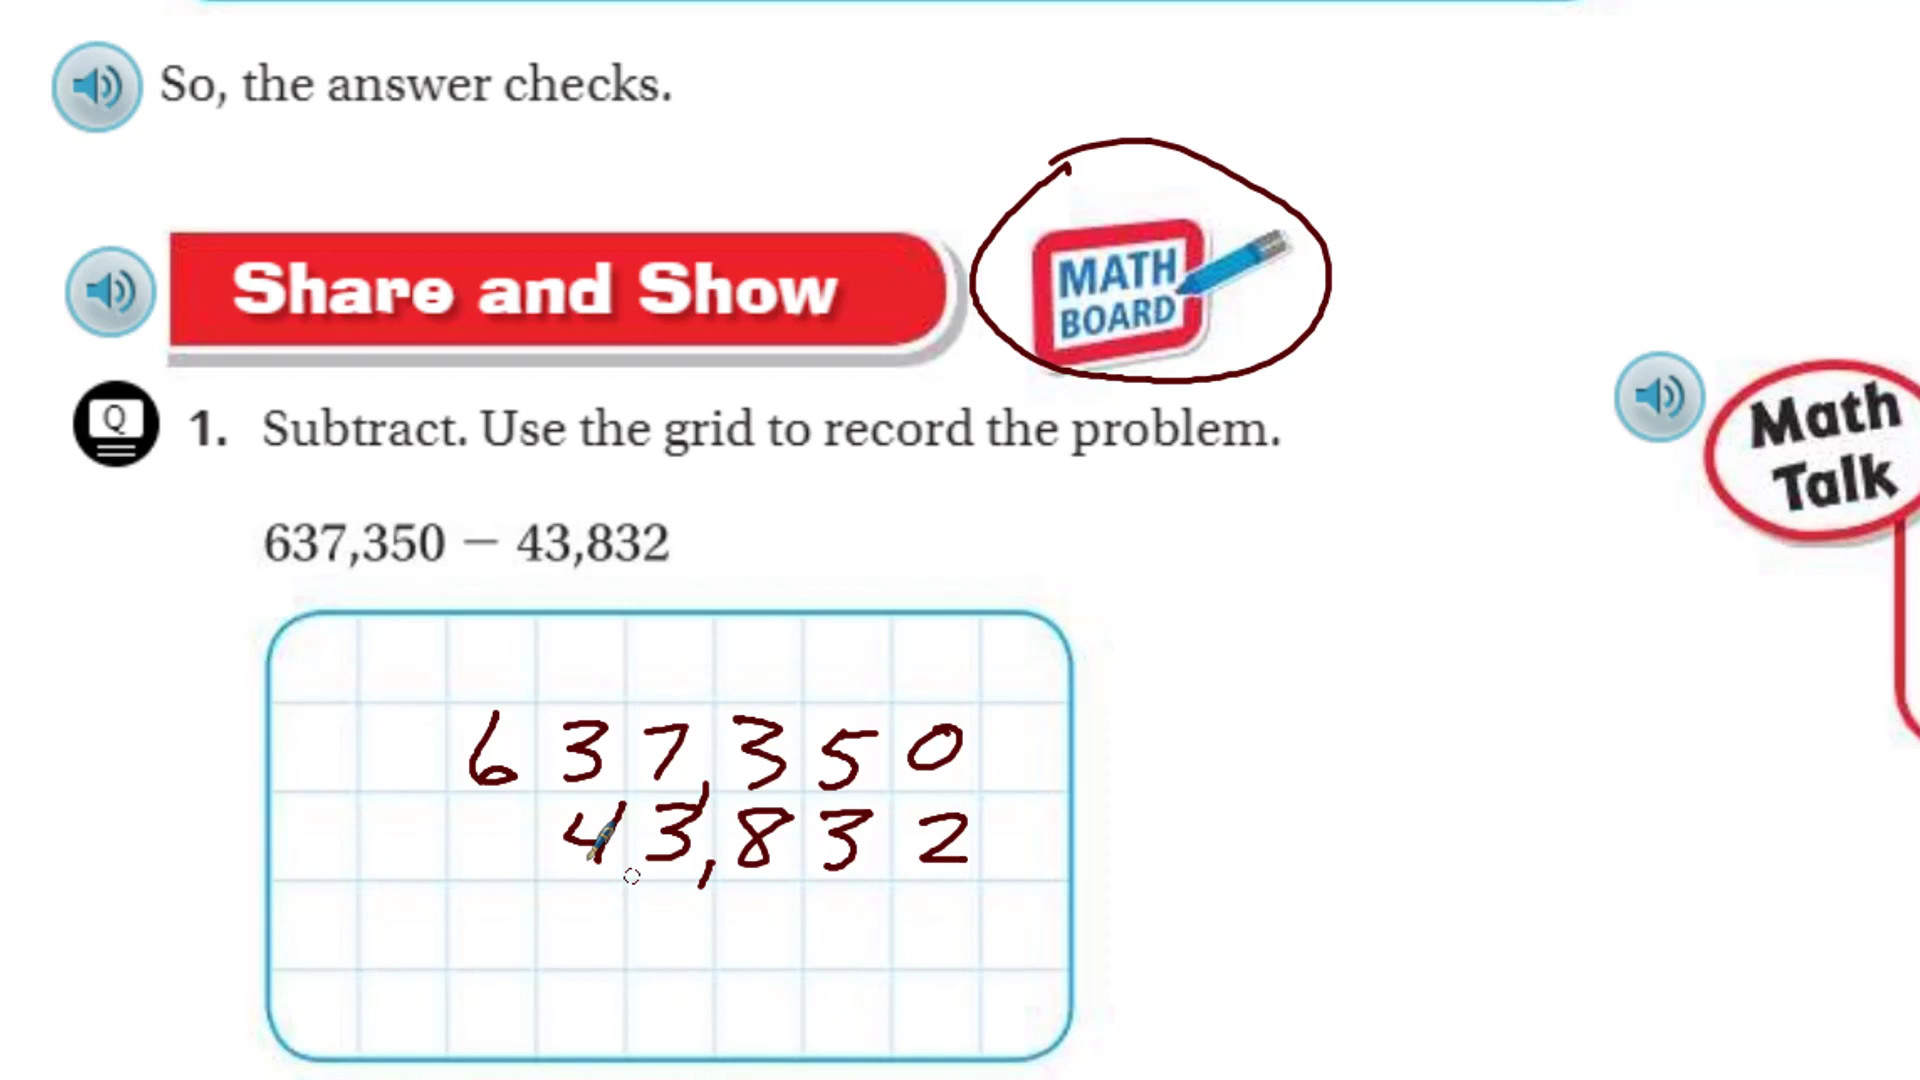 So, the answer checks.
Share and Show
MATH
BOARD
Q
1. Subtract. Use the grid to record the problem.
Math
Talk
637,350 − 43,832
637,350
43,832